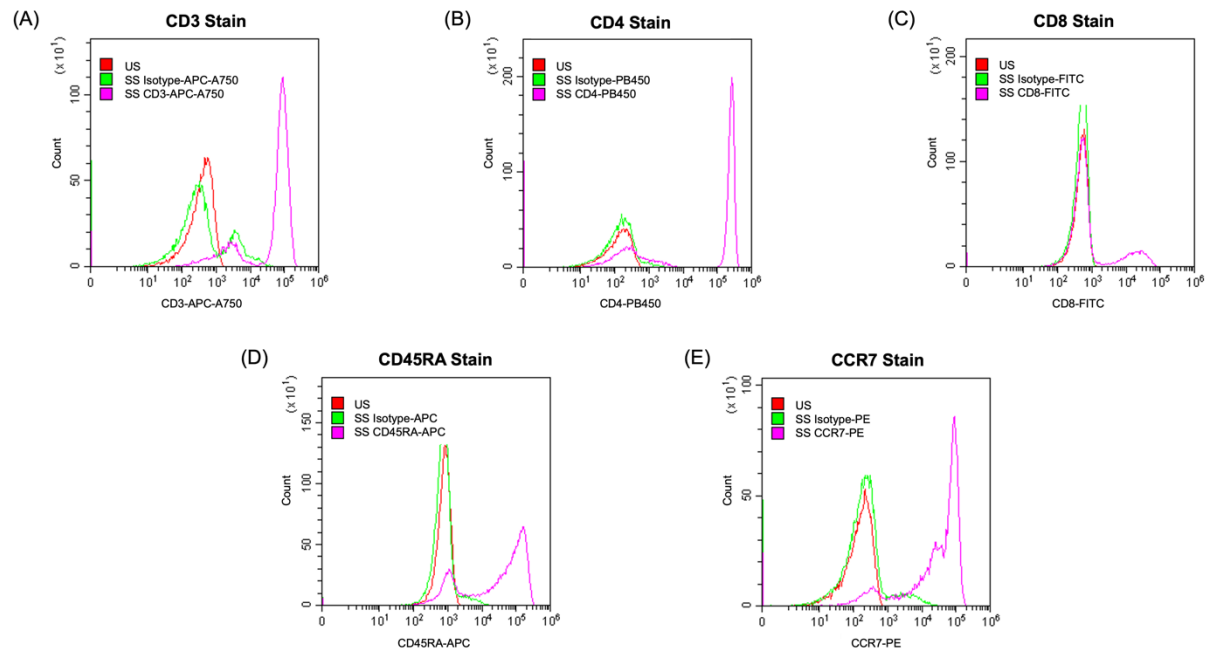 (A)
CD3 Stain
(x 10¹)
US
SS Isotype-APC-A750
SS CD3-APC-A750
Count
100
50
0
0 10¹ 10² 10³ 10⁴ 10⁵ 10⁶
CD3-APC-A750
(B)
CD4 Stain
(x 10¹)
US
SS Isotype-PB450
SS CD4-PB450
Count
200
100
0
0 10¹ 10² 10³ 10⁴ 10⁵ 10⁶
CD4-PB450
(C)
CD8 Stain
(x 10¹)
US
SS Isotype-FITC
SS CD8-FITC
Count
200
100
0
0 10¹ 10² 10³ 10⁴ 10⁵ 10⁶
CD8-FITC
(D)
CD45RA Stain
(x 10¹)
US
SS Isotype-APC
SS CD45RA-APC
Count
150
100
50
0
0 10¹ 10² 10³ 10⁴ 10⁵ 10⁶
CD45RA-APC
(E)
CCR7 Stain
(x 10¹)
US
SS Isotype-PE
SS CCR7-PE
Count
100
50
0
0 10¹ 10² 10³ 10⁴ 10⁵ 10⁶
CCR7-PE